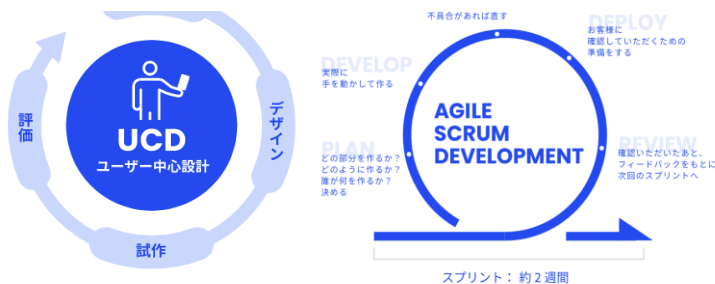 評価
UCD
ユーザー中心設計
デザイン
試作
不具合があれば直す
DEPLOY
お客様に
確認していただくための
準備をする
DEVELOP
実際に
手を動かして作る
AGILE
SCRUM
DEVELOPMENT
PLAN
どの部分を作るか？
どのように作るか？
誰が何を作るか？
決める
REVIEW
確認いただいたあと、
フィードバックをもとに
次回のスプリントへ
スプリント： 約２週間